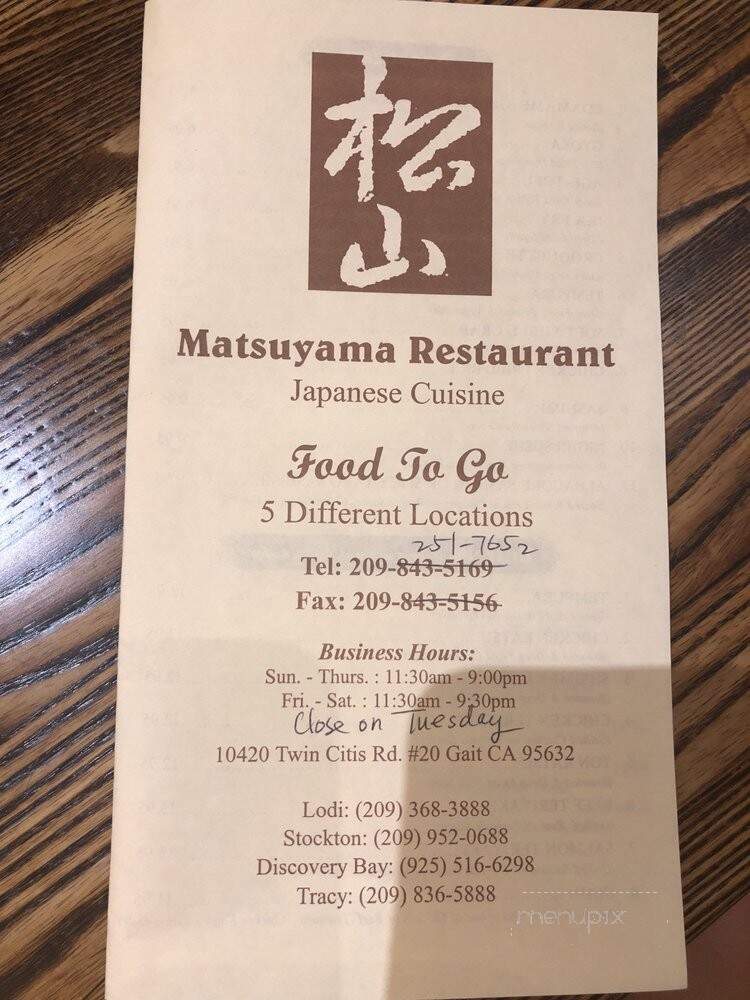 松
山
Matsuyama Restaurant
Japanese Cuisine
Food To Go
5 Different Locations
251-7652
Tel: 209-843-5169
Fax: 209-843-5156
Business Hours:
Sun. - Thurs. : 11:30am - 9:00pm
Fri. - Sat. : 11:30am - 9:30pm
Close on Tuesday
10420 Twin Citis Rd. #20 Gait CA 95632
Lodi: (209) 368-3888
Stockton: (209) 952-0688
Discovery Bay: (925) 516-6298
Tracy: (209) 836-5888
menupix